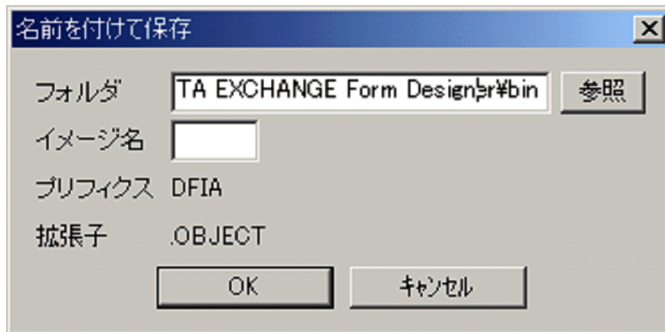 名前を付けて保存
フォルダ TA EXCHANGE Form Designer¥bin 参照
イメージ名
プリフィクス DFIA
拡張子 .OBJECT
OK キャンセル